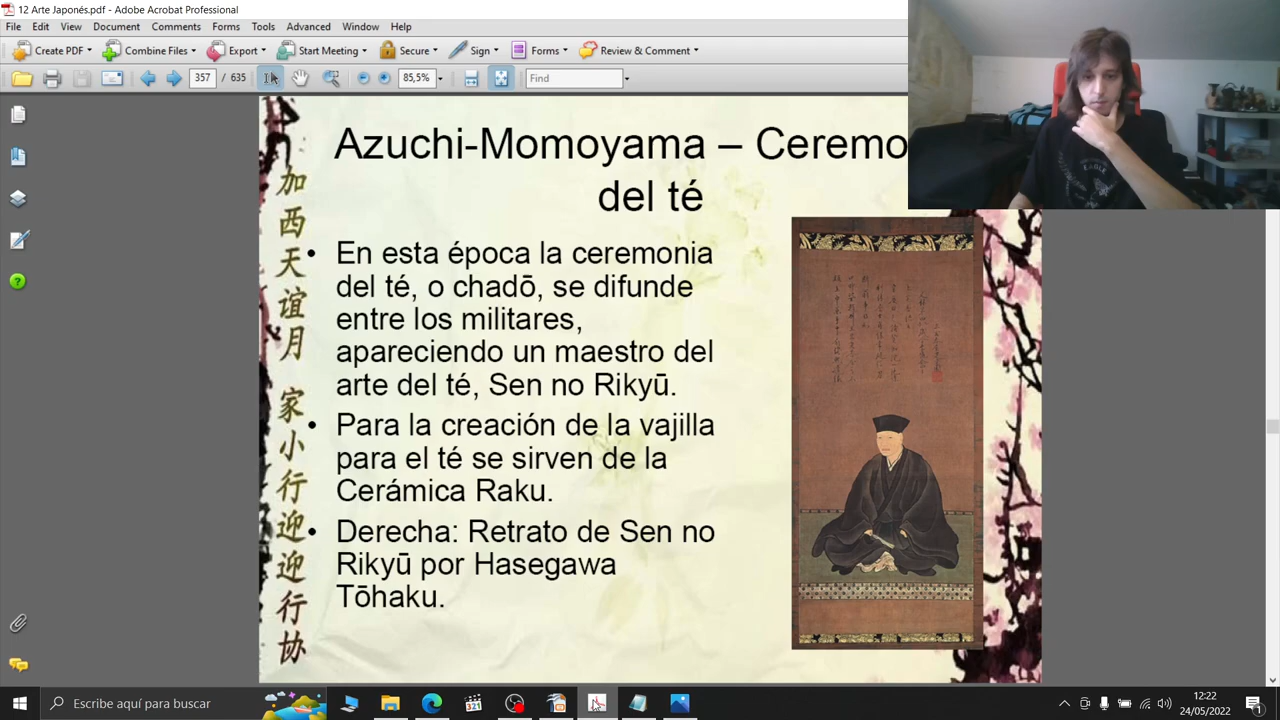 12 Arte Japonés.pdf - Adobe Acrobat Professional
File Edit View Document Comments Forms Tools Advanced Window Help
Create PDF Combine Files Export Start Meeting Secure Sign Forms Review & Comment
357 / 635 85,5% Find
Azuchi-Momoyama – Ceremo
del té
• En esta época la ceremonia
del té, o chadō, se difunde
entre los militares,
apareciendo un maestro del
arte del té, Sen no Rikyū.
• Para la creación de la vajilla
para el té se sirven de la
Cerámica Raku.
• Derecha: Retrato de Sen no
Rikyū por Hasegawa
Tōhaku.
加
西
天
谊
月
家
小
行
迎
迎
行
协
Escribe aquí para buscar
12:22
24/05/2022